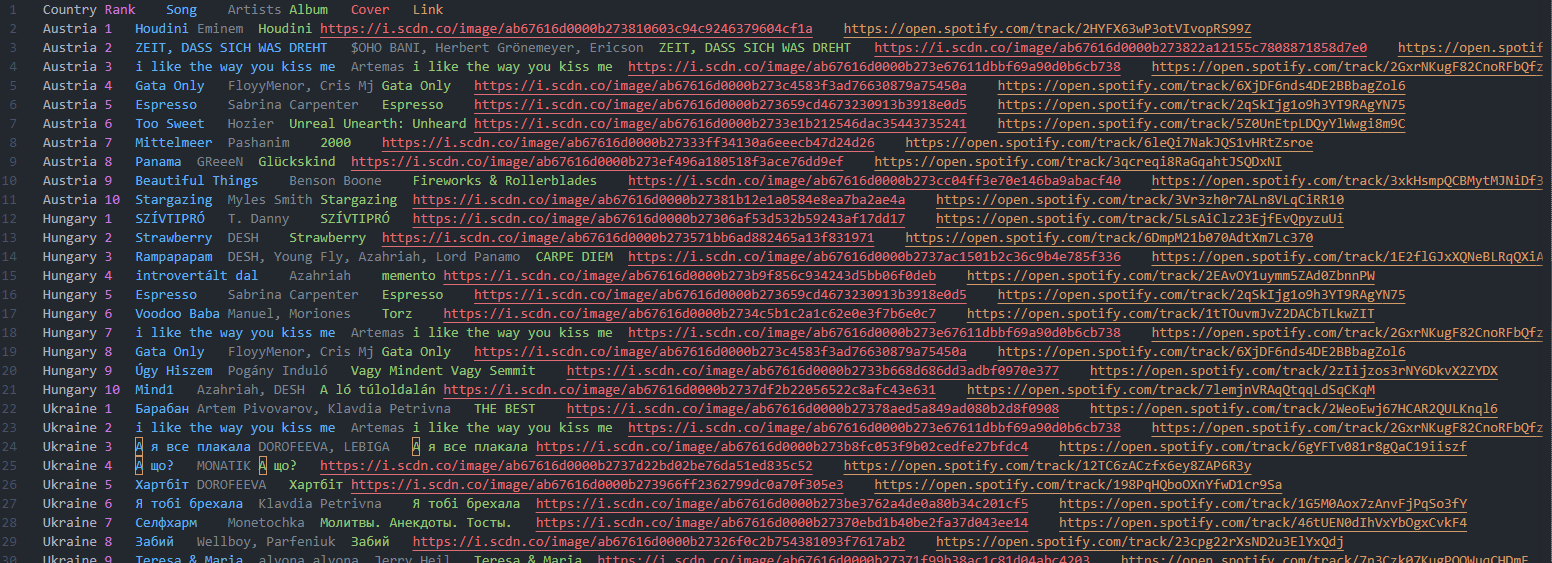 1 Country Rank Song Artists Album Cover Link
2 Austria 1 Houdini Eminem Houdini https://i.scdn.co/image/ab67616d0000b273810603c94c9246379604cf1a https://open.spotify.com/track/2HYFX63wP3otVIvopRS99Z
3 Austria 2 ZEIT, DASS SICH WAS DREHT $OHO BANI, Herbert Grönemeyer, Ericson ZEIT, DASS SICH WAS DREHT https://i.scdn.co/image/ab67616d0000b273822a12155c7808871858d7e0 https://open.spotif
4 Austria 3 i like the way you kiss me Artemas i like the way you kiss me https://i.scdn.co/image/ab67616d0000b273e67611dbbf69a90d0b6cb738 https://open.spotify.com/track/2GxrNKugF82CnoRFbQfz
5 Austria 4 Gata Only FloyyMenor, Cris Mj Gata Only https://i.scdn.co/image/ab67616d0000b273c4583f3ad76630879a75450a https://open.spotify.com/track/6XjDF6nds4DE2BBbagZol6
6 Austria 5 Espresso Sabrina Carpenter Espresso https://i.scdn.co/image/ab67616d0000b273659cd4673230913b3918e0d5 https://open.spotify.com/track/2qSkIjg1o9h3YT9RAgYN75
7 Austria 6 Too Sweet Hozier Unreal Unearth: Unheard https://i.scdn.co/image/ab67616d0000b2733e1b212546dac35443735241 https://open.spotify.com/track/5Z0UnEtpLDQyYlWwgi8m9C
8 Austria 7 Mittelmeer Pashanim 2000 https://i.scdn.co/image/ab67616d0000b27333ff34130a6eeecb47d24d26 https://open.spotify.com/track/6leQi7NakJQS1vHRtZsroe
9 Austria 8 Panama GReeeN Glückskind https://i.scdn.co/image/ab67616d0000b273ef496a180518f3ace76dd9ef https://open.spotify.com/track/3qcreqi8RaGqahtJSQDxNI
10 Austria 9 Beautiful Things Benson Boone Fireworks & Rollerblades https://i.scdn.co/image/ab67616d0000b273cc04ff3e70e146ba9abacf40 https://open.spotify.com/track/3xkHsmpQCBMytMJNiDf3
11 Austria 10 Stargazing Myles Smith Stargazing https://i.scdn.co/image/ab67616d0000b27381b12e1a0584e8ea7ba2ae4a https://open.spotify.com/track/3Vr3zh0r7ALn8VLqCiRR10
12 Hungary 1 SZÍVTIPRÓ T. Danny SZÍVTIPRÓ https://i.scdn.co/image/ab67616d0000b27306af53d532b59243af17dd17 https://open.spotify.com/track/5LsAiClz23EjfEvQpyzuUi
13 Hungary 2 Strawberry DESH Strawberry https://i.scdn.co/image/ab67616d0000b273571bb6ad882465a13f831971 https://open.spotify.com/track/6DmpM21b070AdtXm7Lc370
14 Hungary 3 Rampapapam DESH, Young Fly, Azahriah, Lord Panamo CARPE DIEM https://i.scdn.co/image/ab67616d0000b2737ac1501b2c36c9b4e785f336 https://open.spotify.com/track/1E2flGJxXQNeBLRqQXiA
15 Hungary 4 introvertált dal Azahriah memento https://i.scdn.co/image/ab67616d0000b273b9f856c934243d5bb06f0deb https://open.spotify.com/track/2EAvOY1uymm5ZAd0ZbnnPW
16 Hungary 5 Espresso Sabrina Carpenter Espresso https://i.scdn.co/image/ab67616d0000b273659cd4673230913b3918e0d5 https://open.spotify.com/track/2qSkIjg1o9h3YT9RAgYN75
17 Hungary 6 Voodoo Baba Manuel, Moriones Torz https://i.scdn.co/image/ab67616d0000b2734c5b1c2a1c62e0e3f7b6e0c7 https://open.spotify.com/track/1tTOuvmJvZ2DACbTLkwZIT
18 Hungary 7 i like the way you kiss me Artemas i like the way you kiss me https://i.scdn.co/image/ab67616d0000b273e67611dbbf69a90d0b6cb738 https://open.spotify.com/track/2GxrNKugF82CnoRFbQfz
19 Hungary 8 Gata Only FloyyMenor, Cris Mj Gata Only https://i.scdn.co/image/ab67616d0000b273c4583f3ad76630879a75450a https://open.spotify.com/track/6XjDF6nds4DE2BBbagZol6
20 Hungary 9 Úgy Hiszem Pogány Induló Vagy Mindent Vagy Semmit https://i.scdn.co/image/ab67616d0000b2733b668d686dd3adbf0970e377 https://open.spotify.com/track/2zIijzos3rNY6DkvX2ZYDX
21 Hungary 10 Mind1 Azahriah, DESH A ló túloldalán https://i.scdn.co/image/ab67616d0000b2737df2b22056522c8afc43e631 https://open.spotify.com/track/7lemjnVRAqQtqqLdSqCKqM
22 Ukraine 1 Барабан Artem Pivovarov, Klavdia Petrivna THE BEST https://i.scdn.co/image/ab67616d0000b27378aed5a849ad080b2d8f0908 https://open.spotify.com/track/2WeoEwj67HCAR2QULKnql6
23 Ukraine 2 i like the way you kiss me Artemas i like the way you kiss me https://i.scdn.co/image/ab67616d0000b273e67611dbbf69a90d0b6cb738 https://open.spotify.com/track/2GxrNKugF82CnoRFbQfz
24 Ukraine 3 А я все плакала DOROFEEVA, LEBIGA А я все плакала https://i.scdn.co/image/ab67616d0000b273b8fc053f9b02cedfe27bfdc4 https://open.spotify.com/track/6gYFTv081r8gQaC19iiszf
25 Ukraine 4 А що? MONATIK А що? https://i.scdn.co/image/ab67616d0000b2737d22bd02be76da51ed835c52 https://open.spotify.com/track/12TC6zACzfx6ey8ZAP6R3y
26 Ukraine 5 Хартбіт DOROFEEVA Хартбіт https://i.scdn.co/image/ab67616d0000b273966ff2362799dc0a70f305e3 https://open.spotify.com/track/198PqHQboOXnYfwD1cr9Sa
27 Ukraine 6 Я тобі брехала Klavdia Petrivna Я тобі брехала https://i.scdn.co/image/ab67616d0000b273be3762a4de0a80b34c201cf5 https://open.spotify.com/track/1G5M0Aox7zAnvFjPqSo3fY
28 Ukraine 7 Селфхарм Monetochka Молитвы. Анекдоты. Тосты. https://i.scdn.co/image/ab67616d0000b27370ebd1b40be2fa37d043ee14 https://open.spotify.com/track/46tUEN0dIhVxYbOgxCvkF4
29 Ukraine 8 Забий Wellboy, Parfeniuk Забий https://i.scdn.co/image/ab67616d0000b27326f0c2b754381093f7617ab2 https://open.spotify.com/track/23cpg22rXsND2u3ElYxQdj
30 Ukraine 9 Teresa & Maria alyona alyona, Jerry Heil Teresa & Maria